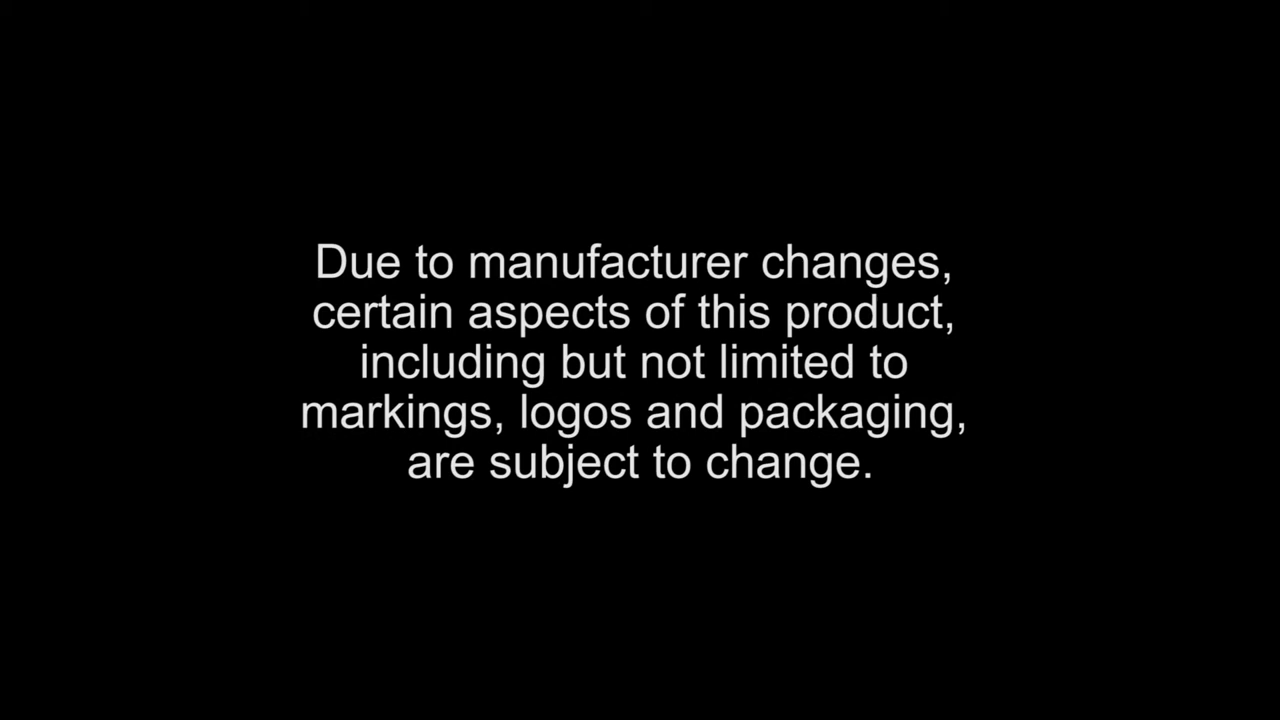 Due to manufacturer changes,
certain aspects of this product,
including but not limited to
markings, logos and packaging,
are subject to change.